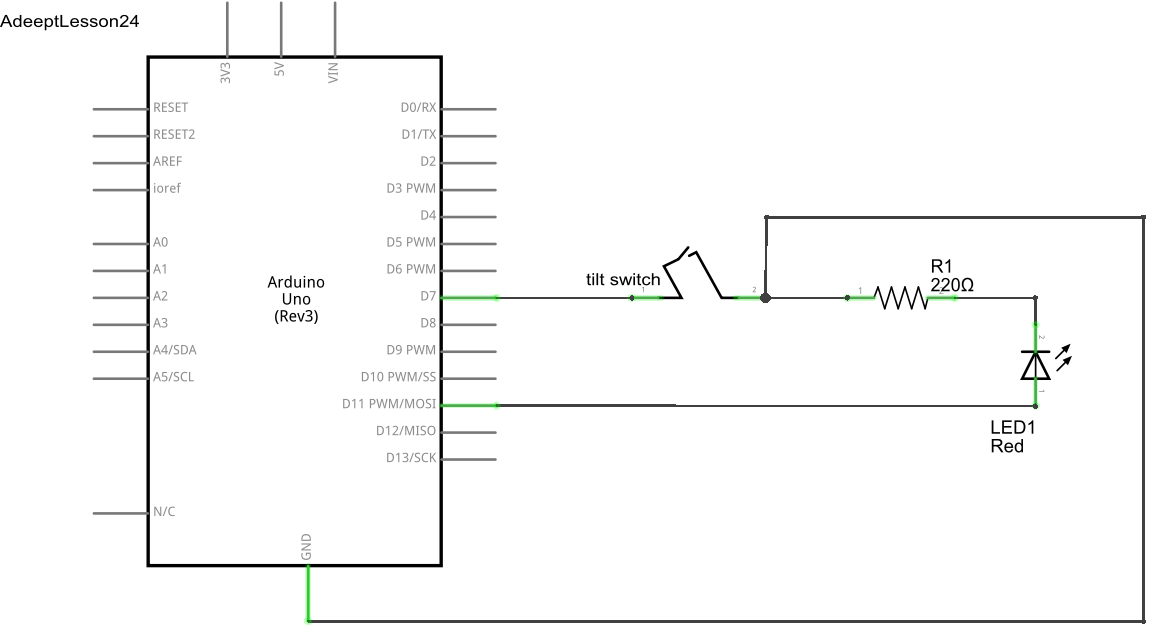 AdeeptLesson24
3V3
5V
VIN
RESET
D0/RX
RESET2
D1/TX
AREF
D2
ioref
D3 PWM
D4
A0
D5 PWM
A1
D6 PWM
A2
D7
A3
D8
A4/SDA
D9 PWM
A5/SCL
D10 PWM/SS
D11 PWM/MOSI
D12/MISO
D13/SCK
N/C
GND
Arduino
Uno
(Rev3)
tilt switch
1
2
R1
220Ω
1
2
2
1
LED1
Red